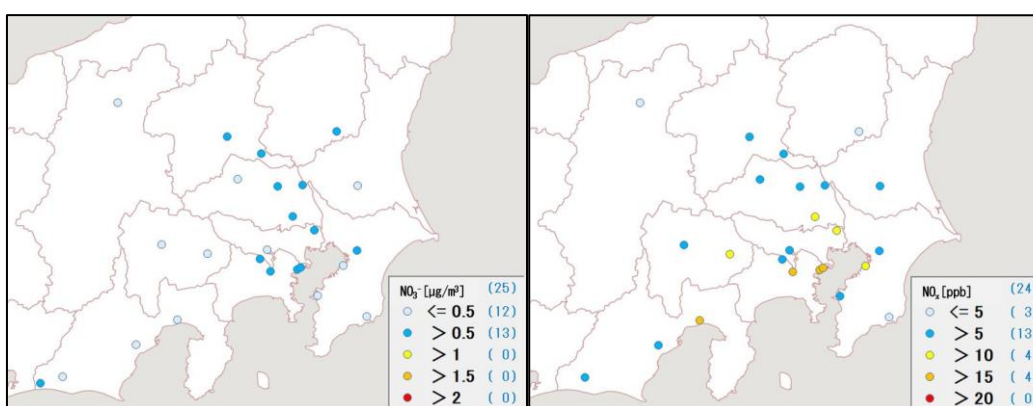 NO₃⁻[μg/m³] (25)
<= 0.5 (12)
> 0.5 (13)
> 1 ( 0)
> 1.5 ( 0)
> 2 ( 0)
NOₓ[ppb] (24
<= 5 ( 3
> 5 (13
> 10 ( 4
> 15 ( 4
> 20 ( 0